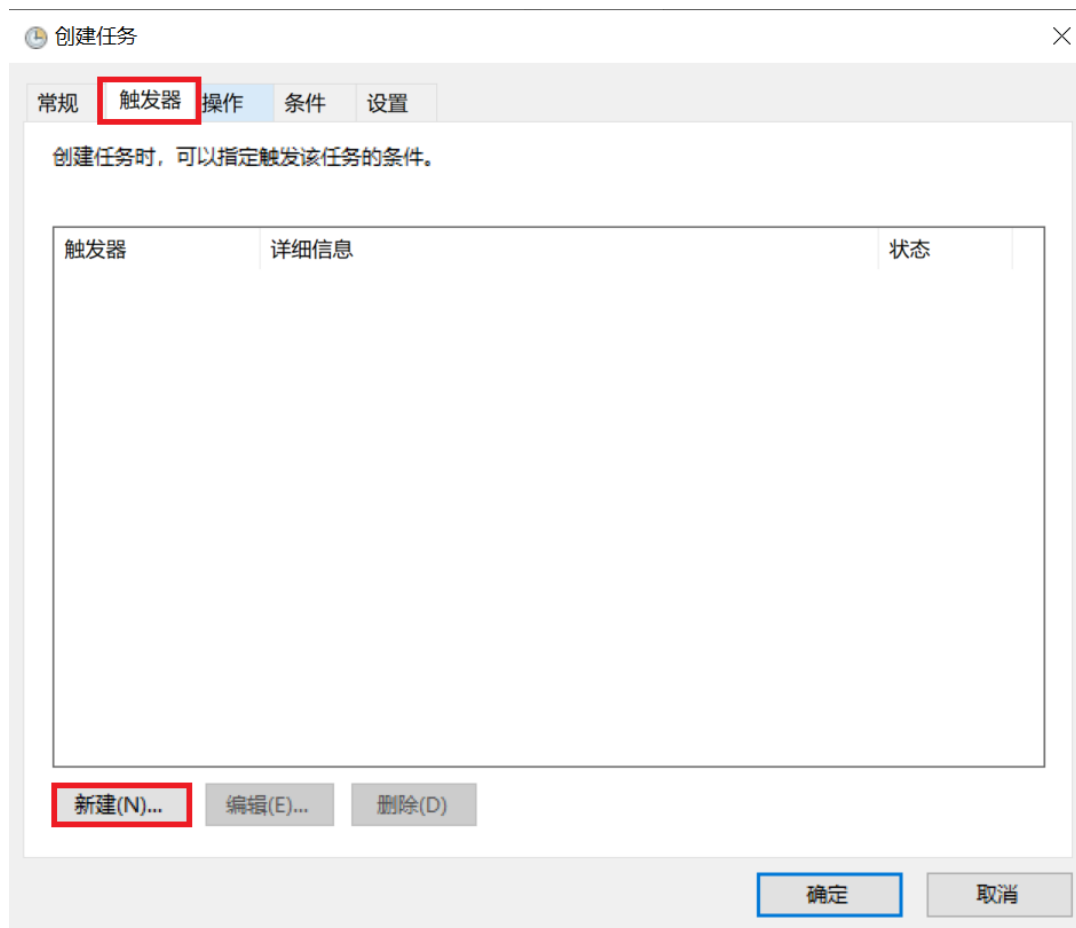 创建任务
常规 触发器 操作 条件 设置
创建任务时，可以指定触发该任务的条件。
触发器 详细信息 状态
新建(N)... 编辑(E)... 删除(D)
确定 取消